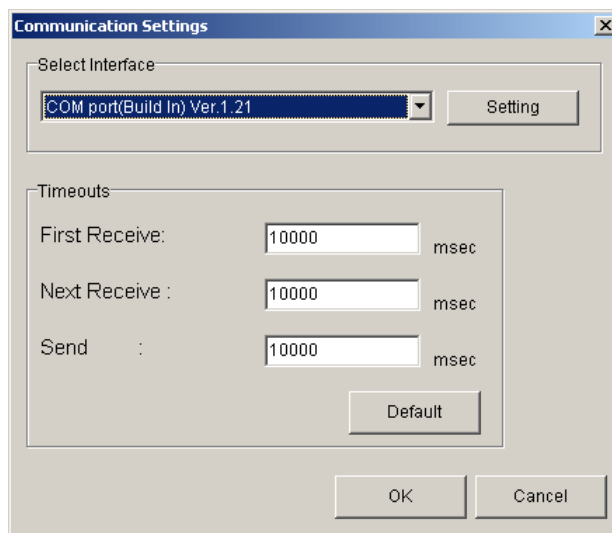 Communication Settings
Select Interface
COM port(Build In) Ver.1.21
Setting
Timeouts
First Receive: 10000 msec
Next Receive : 10000 msec
Send : 10000 msec
Default
OK Cancel